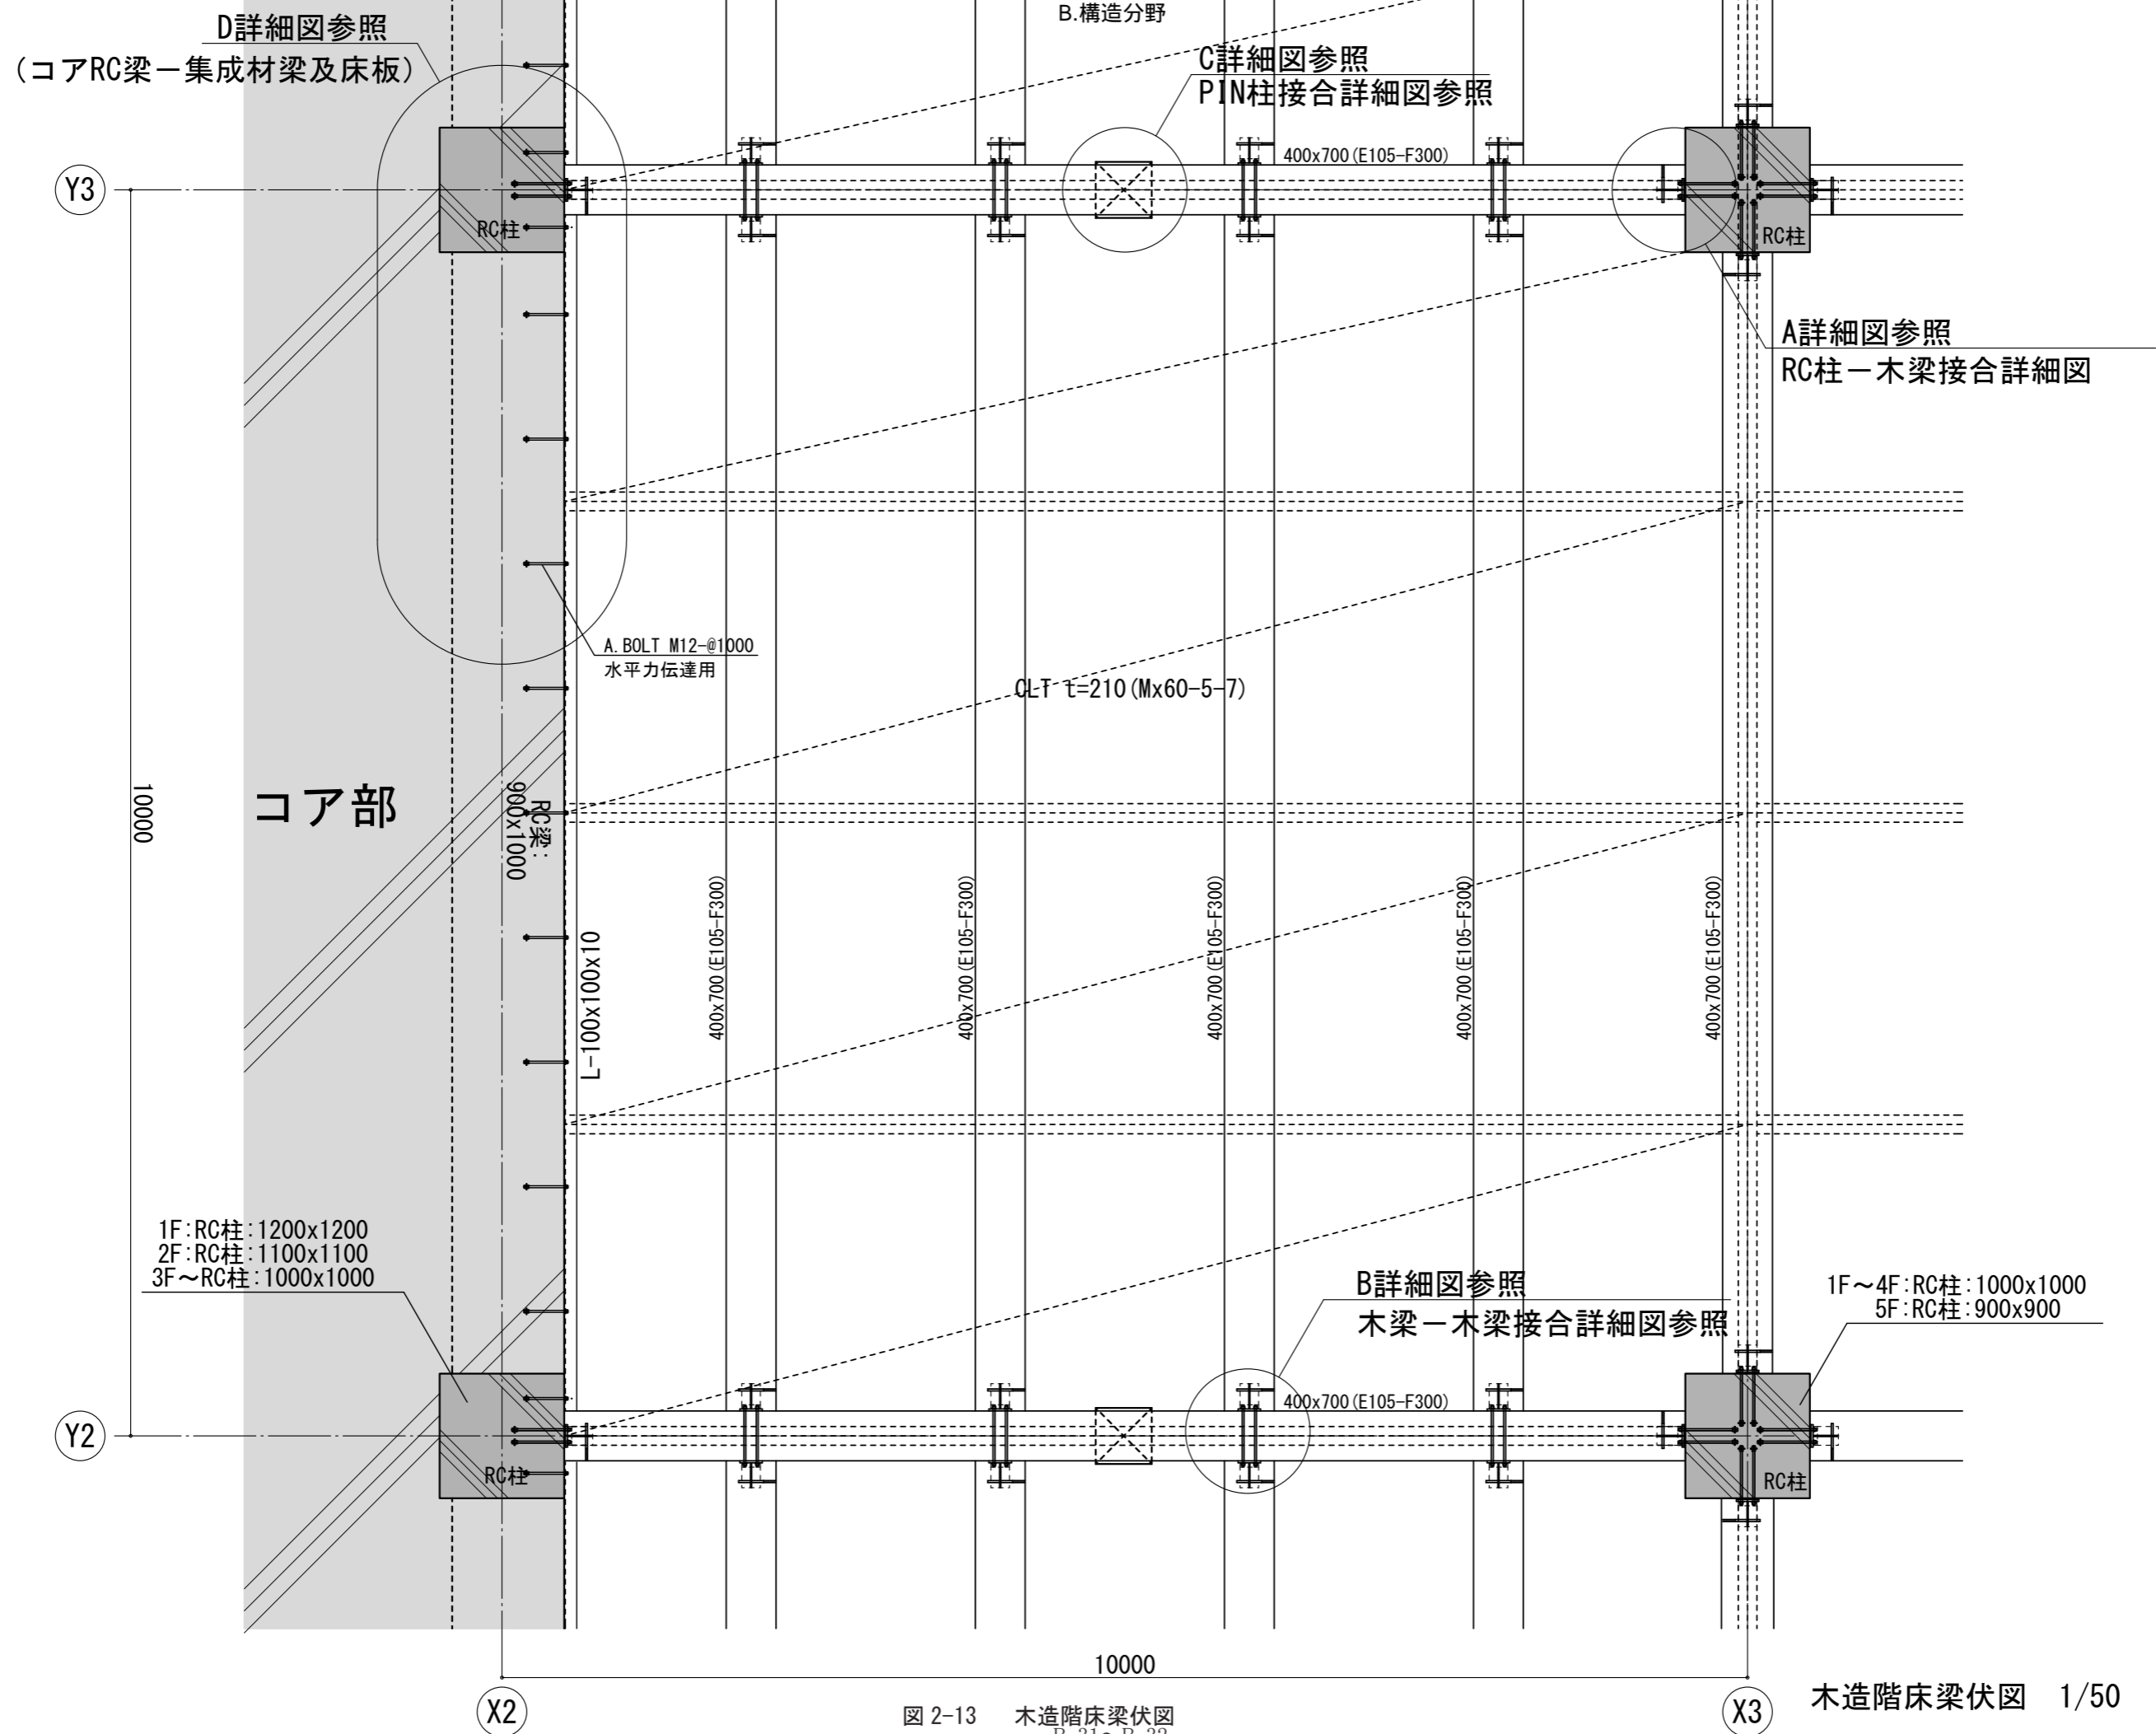 B.構造分野
D詳細図参照
(コアRC梁－集成材梁及床板)
C詳細図参照
PIN柱接合詳細図参照
400x700(E105-F300)
Y3
RC柱
RC柱
A詳細図参照
RC柱－木梁接合詳細図
A.BOLT M12-@1000
水平力伝達用
CLT t=210(Mx60-5-7)
10000
コア部
RC梁:
900x1000
L-100x100x10
400x700(E105-F300)
400x700(E105-F300)
400x700(E105-F300)
400x700(E105-F300)
400x700(E105-F300)
1F:RC柱:1200x1200
2F:RC柱:1100x1100
3F～RC柱:1000x1000
B詳細図参照
木梁－木梁接合詳細図参照
1F～4F:RC柱:1000x1000
5F:RC柱:900x900
400x700(E105-F300)
Y2
RC柱
RC柱
10000
X2
X3
木造階床梁伏図 1/50
図 2-13 木造階床梁伏図